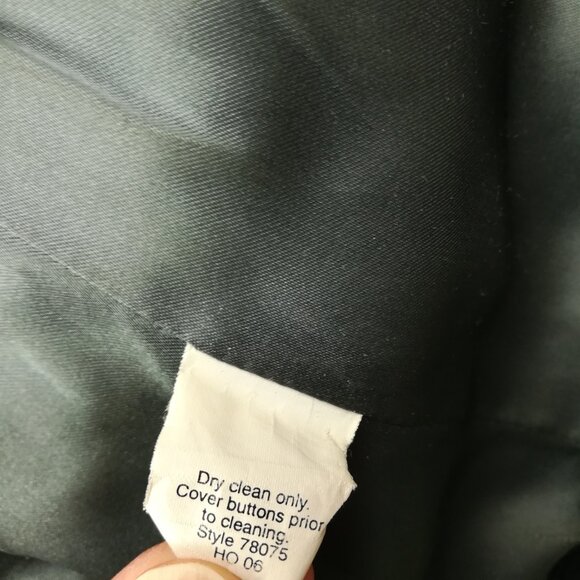 Dry clean only.
Cover buttons prior
to cleaning.
Style 78075
HO 06